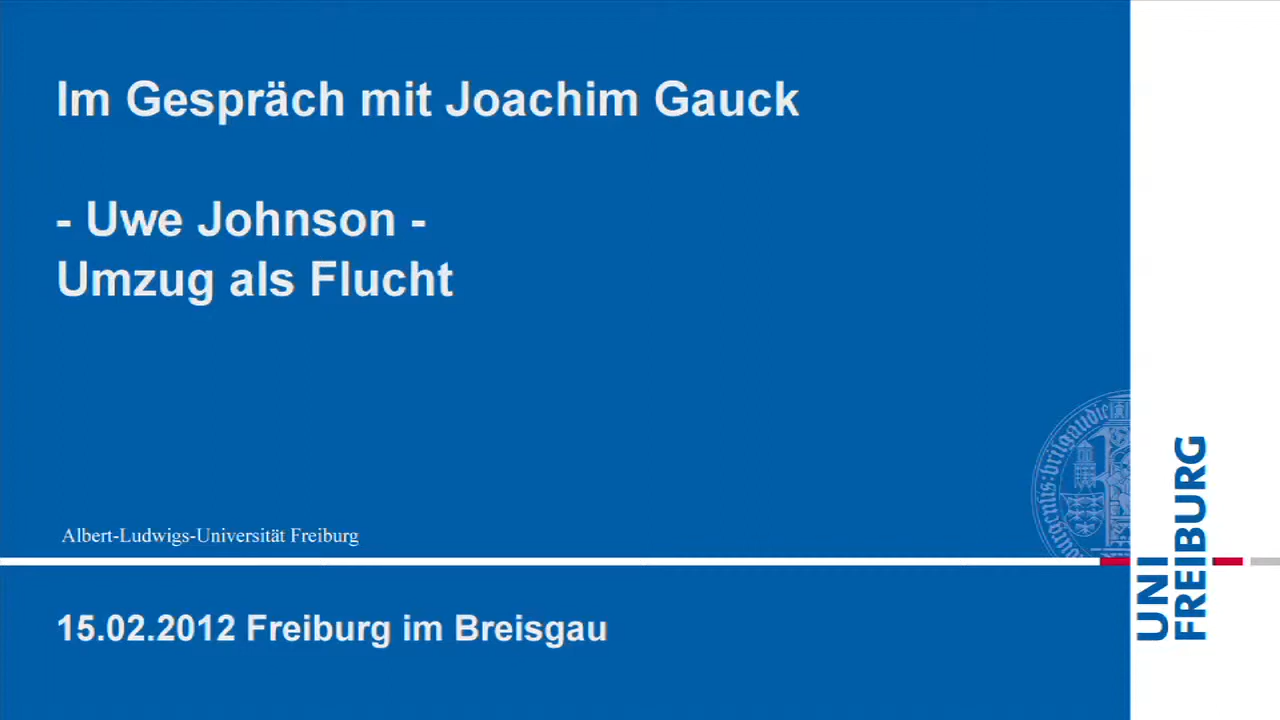 Im Gespräch mit Joachim Gauck
- Uwe Johnson -
Umzug als Flucht
Albert-Ludwigs-Universität Freiburg
15.02.2012 Freiburg im Breisgau
UNI
FREIBURG